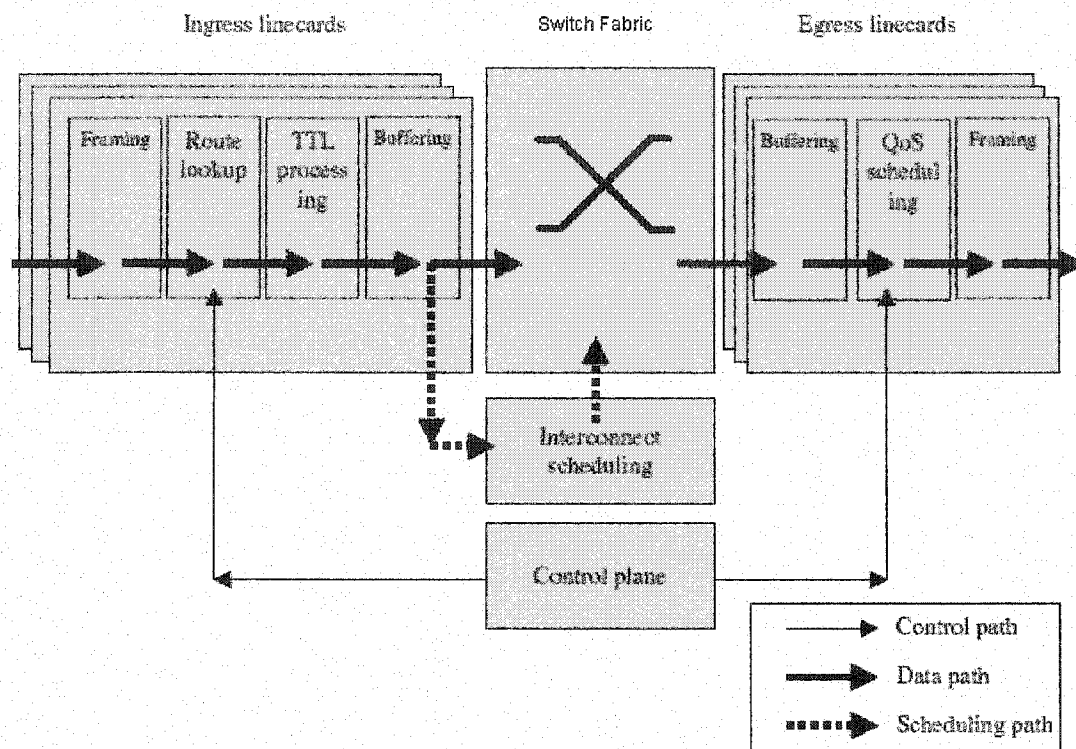 Ingress linecards
Switch Fabric
Egress linecards
Framing
Route
lookup
TTL
process
ing
Buffering
Buffering
QoS
schedul
ing
Framing
Interconnect
scheduling
Control plane
Control path
Data path
Scheduling path